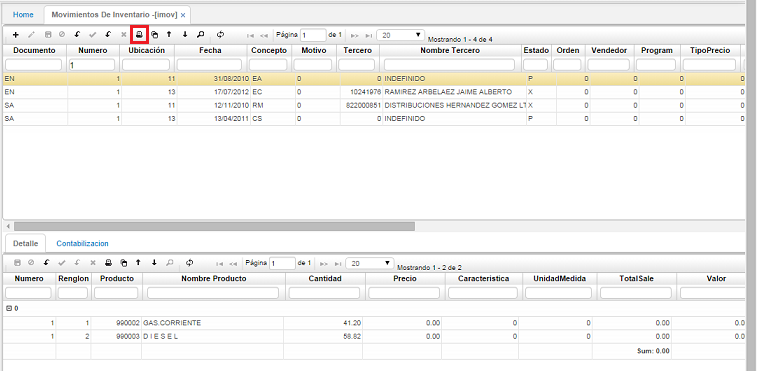 Home Movimientos De Inventario -[imov] ×
Página 1 de 1 20 Mostrando 1 - 4 de 4
Documento Numero Ubicación Fecha Concepto Motivo Tercero Nombre Tercero Estado Orden Vendedor Program TipoPrecio
1
EN 1 11 31/08/2010 EA 0 0 INDEFINIDO P 0 0 0 0
EN 1 13 17/07/2012 EC 0 10241976 RAMIREZ ARBELAEZ JAIME ALBERTO X 0 0 0 0
SA 1 11 12/11/2010 RM 0 822000851 DISTRIBUCIONES HERNANDEZ GOMEZ LT X 0 0 0 0
SA 1 13 13/04/2011 CS 0 0 INDEFINIDO P 0 0 0 0
Detalle Contabilizacion
Página 1 de 1 20 Mostrando 1 - 2 de 2
Numero Renglon Producto Nombre Producto Cantidad Precio Caracteristica UnidadMedida TotalSale Valor
0
1 1 990002 GAS.CORRIENTE 41.20 0.00 0 0 0.00 0.0
1 2 990003 D I E S E L 58.82 0.00 0 0 0.00 0.0
Sum: 0.00